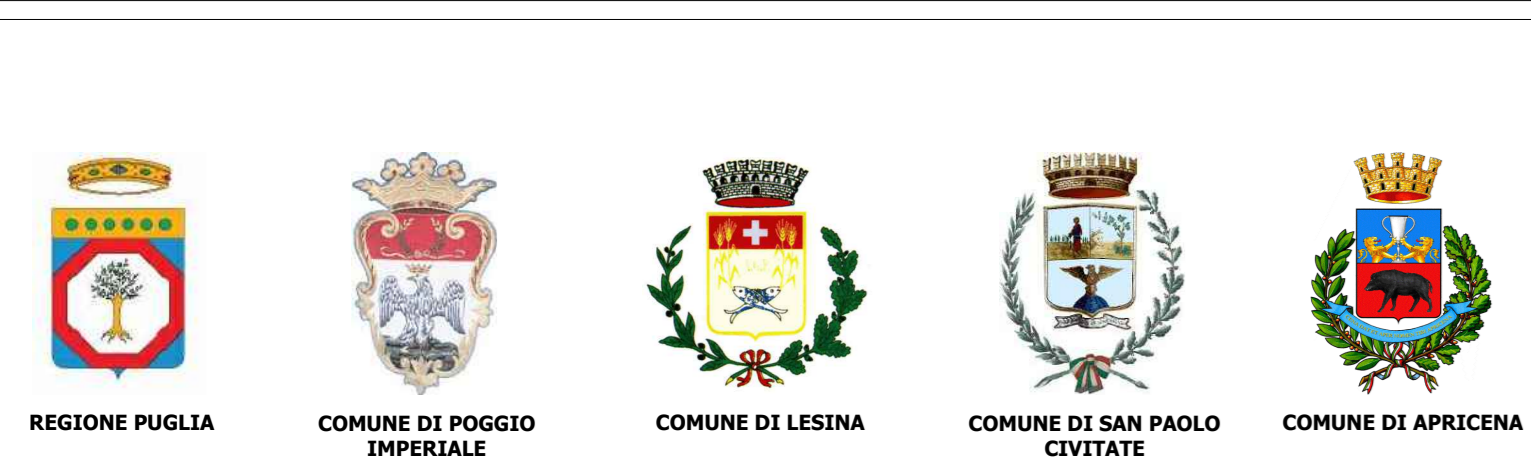 REGIONE PUGLIA
COMUNE DI POGGIO
IMPERIALE
COMUNE DI LESINA
COMUNE DI SAN PAOLO
CIVITATE
COMUNE DI APRICENA